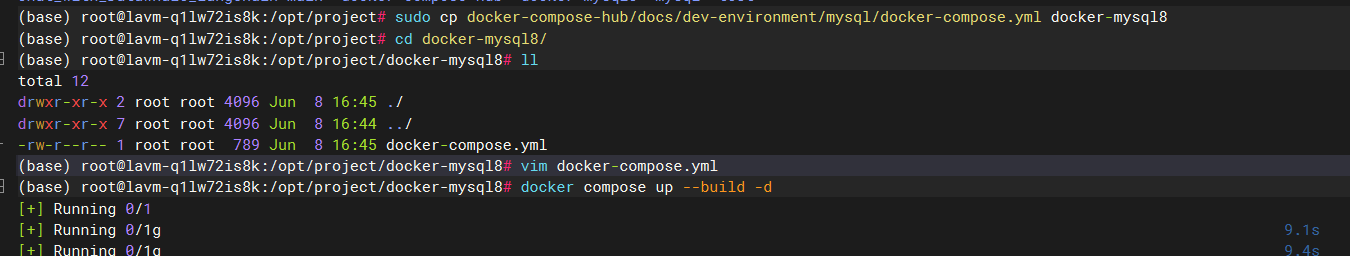 (base) root@lavm-q1lw72is8k:/opt/project# sudo cp docker-compose-hub/docs/dev-environment/mysql/docker-compose.yml docker-mysql8
(base) root@lavm-q1lw72is8k:/opt/project# cd docker-mysql8/
(base) root@lavm-q1lw72is8k:/opt/project/docker-mysql8# ll
total 12
drwxr-xr-x 2 root root 4096 Jun  8 16:45 ./
drwxr-xr-x 7 root root 4096 Jun  8 16:44 ../
-rw-r--r-- 1 root root  789 Jun  8 16:45 docker-compose.yml
(base) root@lavm-q1lw72is8k:/opt/project/docker-mysql8# vim docker-compose.yml
(base) root@lavm-q1lw72is8k:/opt/project/docker-mysql8# docker compose up --build -d
[+] Running 0/1
[+] Running 0/1g 9.1s
[+] Running 0/1g 9.4s